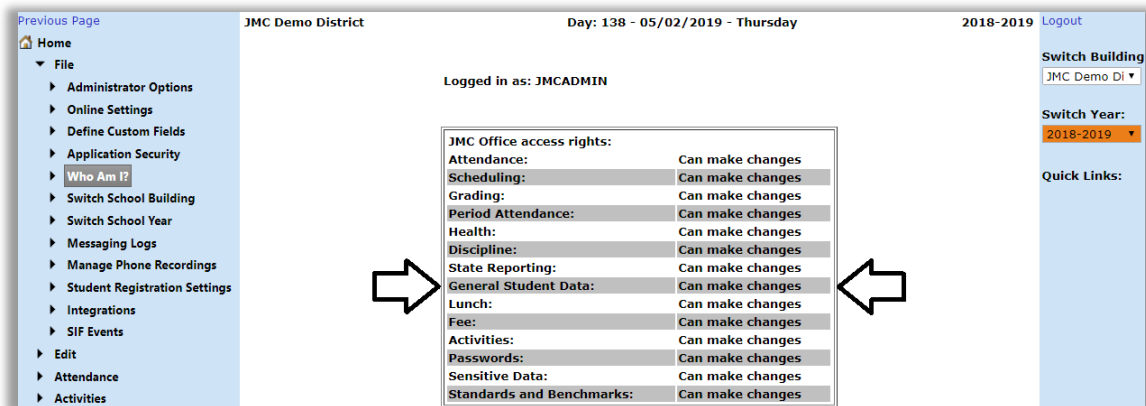 Previous Page
JMC Demo District
Day: 138 - 05/02/2019 - Thursday
2018-2019
Logout
Home
File
Administrator Options
Online Settings
Define Custom Fields
Application Security
Who Am I?
Switch School Building
Switch School Year
Messaging Logs
Manage Phone Recordings
Student Registration Settings
Integrations
SIF Events
Edit
Attendance
Activities
Logged in as: JMCADMIN
JMC Office access rights:
Attendance: Can make changes
Scheduling: Can make changes
Grading: Can make changes
Period Attendance: Can make changes
Health: Can make changes
Discipline: Can make changes
State Reporting: Can make changes
General Student Data: Can make changes
Lunch: Can make changes
Fee: Can make changes
Activities: Can make changes
Passwords: Can make changes
Sensitive Data: Can make changes
Standards and Benchmarks: Can make changes
Switch Building
JMC Demo Di
Switch Year:
2018-2019
Quick Links: